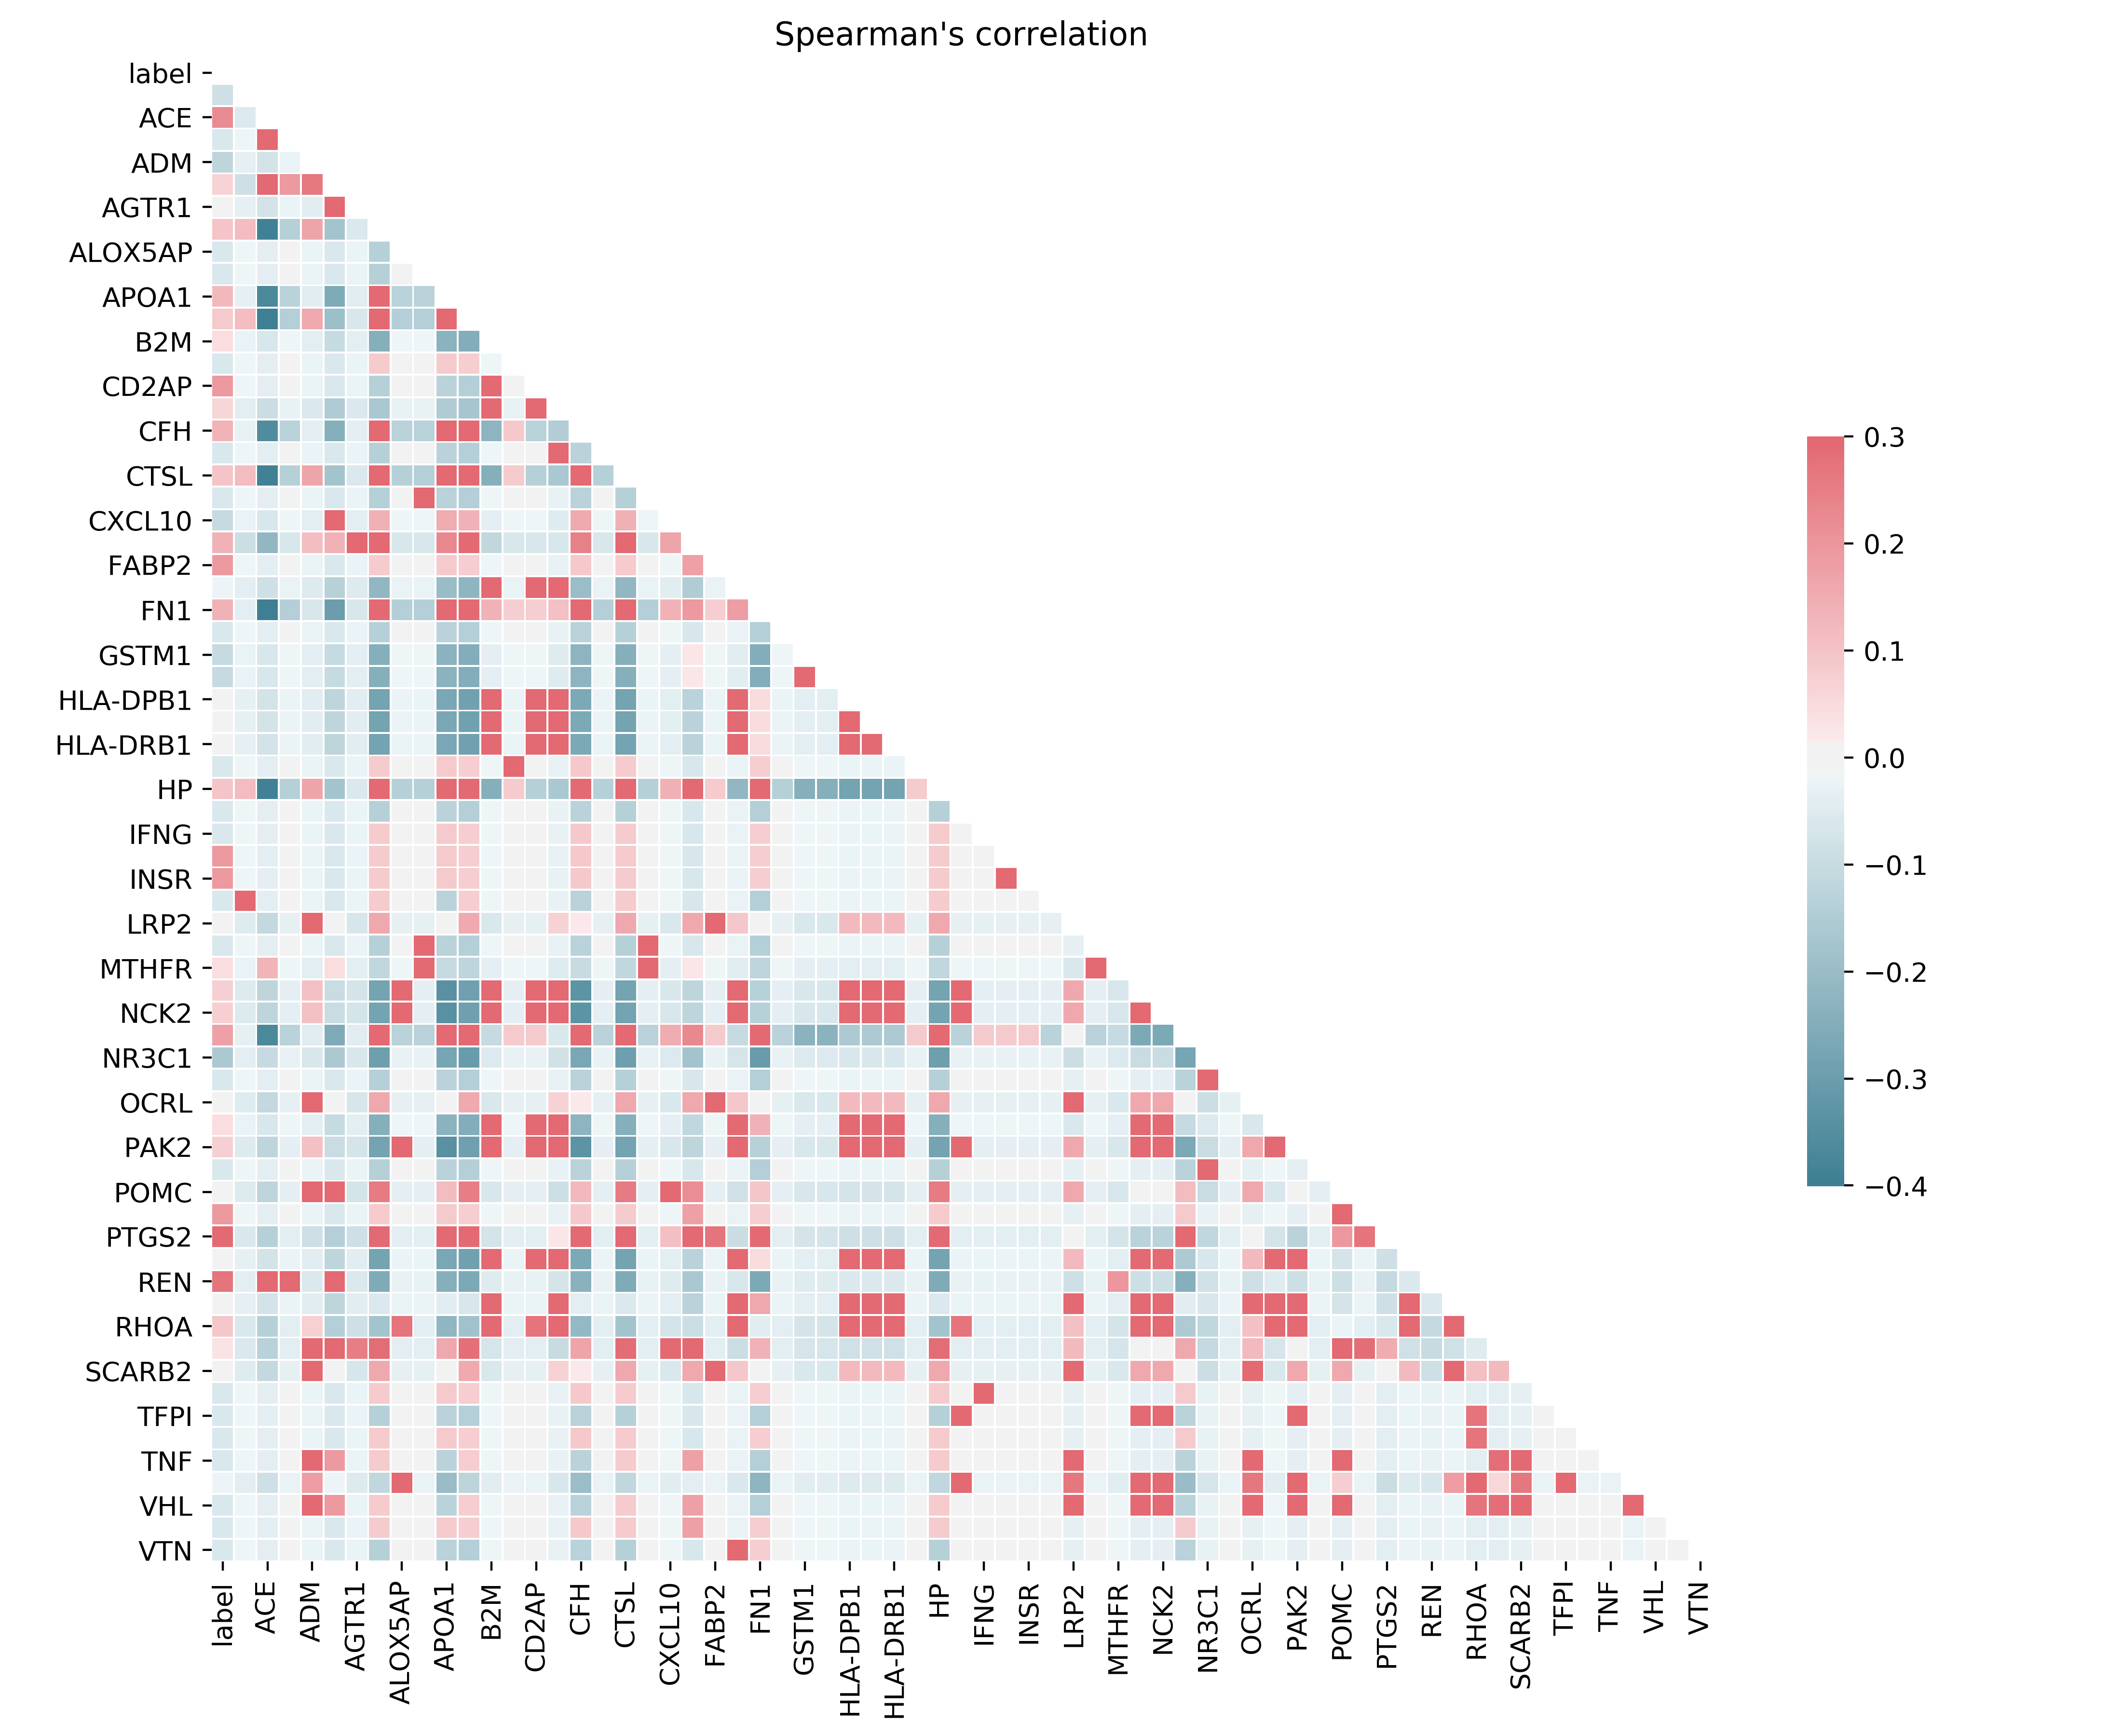 Spearman's correlation
label
ACE
ADM
AGTR1
ALOX5AP
APOA1
B2M
CD2AP
CFH
CTSL
CXCL10
FABP2
FN1
GSTM1
HLA-DPB1
HLA-DRB1
HP
IFNG
INSR
LRP2
MTHFR
NCK2
NR3C1
OCRL
PAK2
POMC
PTGS2
REN
RHOA
SCARB2
TFPI
TNF
VHL
VTN
label
ACE
ADM
AGTR1
ALOX5AP
APOA1
B2M
CD2AP
CFH
CTSL
CXCL10
FABP2
FN1
GSTM1
HLA-DPB1
HLA-DRB1
HP
IFNG
INSR
LRP2
MTHFR
NCK2
NR3C1
OCRL
PAK2
POMC
PTGS2
REN
RHOA
SCARB2
TFPI
TNF
VHL
VTN
0.3
0.2
0.1
0.0
−0.1
−0.2
−0.3
−0.4